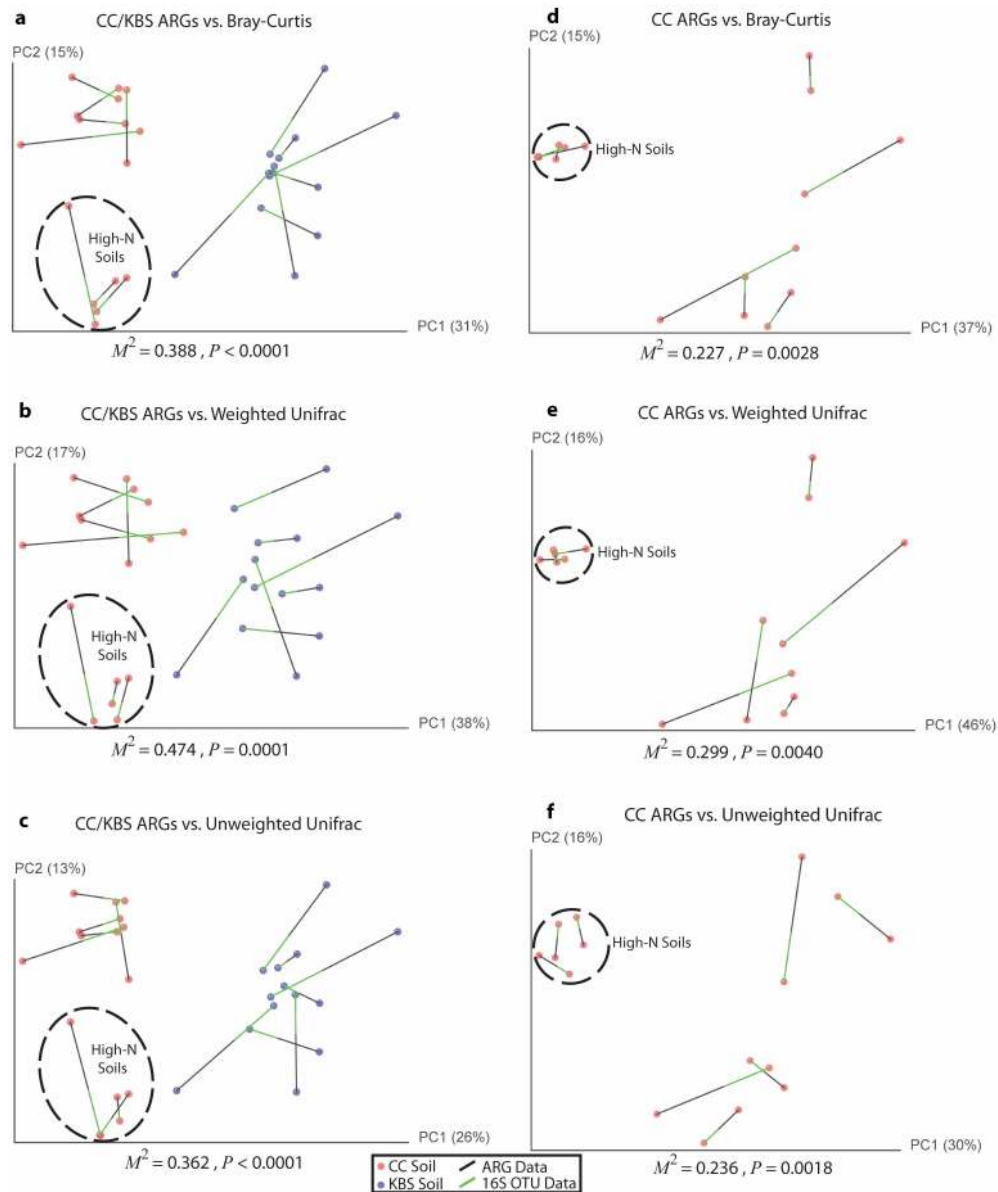 a CC/KBS ARGs vs. Bray-Curtis
PC2 (15%)
High-N
Soils
PC1 (31%)
M² = 0.388 , P < 0.0001
b CC/KBS ARGs vs. Weighted Unifrac
PC2 (17%)
High-N
Soils
PC1 (38%)
M² = 0.474 , P = 0.0001
c CC/KBS ARGs vs. Unweighted Unifrac
PC2 (13%)
High-N
Soils
PC1 (26%)
M² = 0.362 , P < 0.0001
d CC ARGs vs. Bray-Curtis
PC2 (15%)
High-N Soils
PC1 (37%)
M² = 0.227 , P = 0.0028
e CC ARGs vs. Weighted Unifrac
PC2 (16%)
High-N Soils
PC1 (46%)
M² = 0.299 , P = 0.0040
f CC ARGs vs. Unweighted Unifrac
PC2 (16%)
High-N Soils
PC1 (30%)
M² = 0.236 , P = 0.0018
CC Soil ARG Data
KBS Soil 16S OTU Data